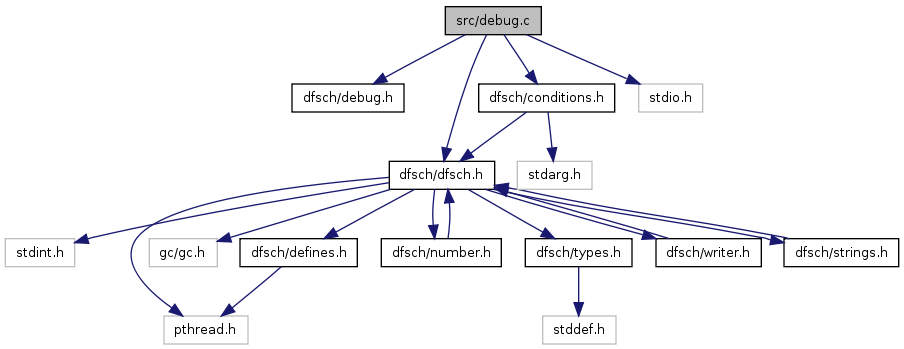 src/debug.c
dfsch/debug.h
dfsch/conditions.h
stdio.h
dfsch/dfsch.h
stdarg.h
stdint.h
gc/gc.h
dfsch/defines.h
dfsch/number.h
dfsch/types.h
dfsch/writer.h
dfsch/strings.h
pthread.h
stddef.h